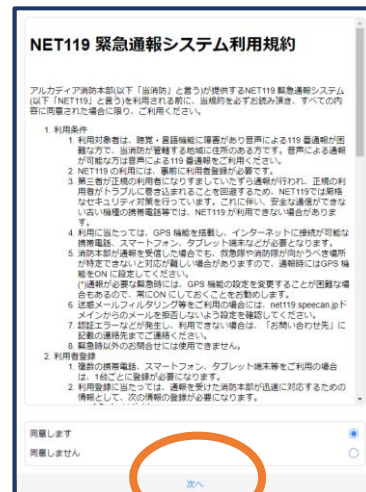 NET119 緊急通報システム利用規約
アルカディア消防本部(以下「当消防」と言う)が提供するNET119 緊急通報システム
(以下「NET119」と言う)を利用される前に、当規約を必ずお読み頂き、すべての内
容に同意された場合に限り、ご利用ください。
1. 利用条件
1. 利用対象者は、聴覚・言語機能に障害があり音声による119 番通報が困
難な方で、当消防が管轄する地域に住所のある方です。音声による通報
が可能な方は音声による119 番通報をご利用ください。
2. NET119 の利用には、事前に利用者登録が必要です。
3. 第三者が正規の利用者になりすましていたずら通報が行われ、正規の利
用者がトラブルに巻き込まれることを回避するため、NET119では厳格
なセキュリティ対策を行っています。これに伴い、安全な通信ができな
い古い機種の携帯電話等では、NET119 が利用できない場合がありま
す。
4. 利用に当たっては、GPS 機能を搭載し、インターネットに接続が可能な
携帯電話、スマートフォン、タブレット端末などが必要となります。
5. 消防本部が通報を受信した場合でも、救急隊や消防隊が向かうべき場所
が特定できないと対応が難しい場合がありますので、通報時にはGPS 機
能をON に設定してください。
(*)通報が必要な緊急時には、GPS 機能の設定を変更することが困難な場
合もあるので、常にON にしておくことをお勧めします。
6. 迷惑メールフィルタリング等をご利用の場合には、net119.speecan.jpド
メインからのメールを拒否しないよう設定を確認してください。
7. 認証エラーなどが発生し、利用できない場合は、「お問い合わせ先」に
記載の連絡先までご連絡ください。
8. 緊急時以外のお問合せには使用できません。
2. 利用者登録
1. 複数の携帯電話、スマートフォン、タブレット端末等をご利用の場合
は、1台ごとに登録が必要になります。
2. 利用登録に当たっては、通報を受けた消防本部が迅速に対応するための
情報として、次の情報の登録が必要になります。
同意します
同意しません
次へ